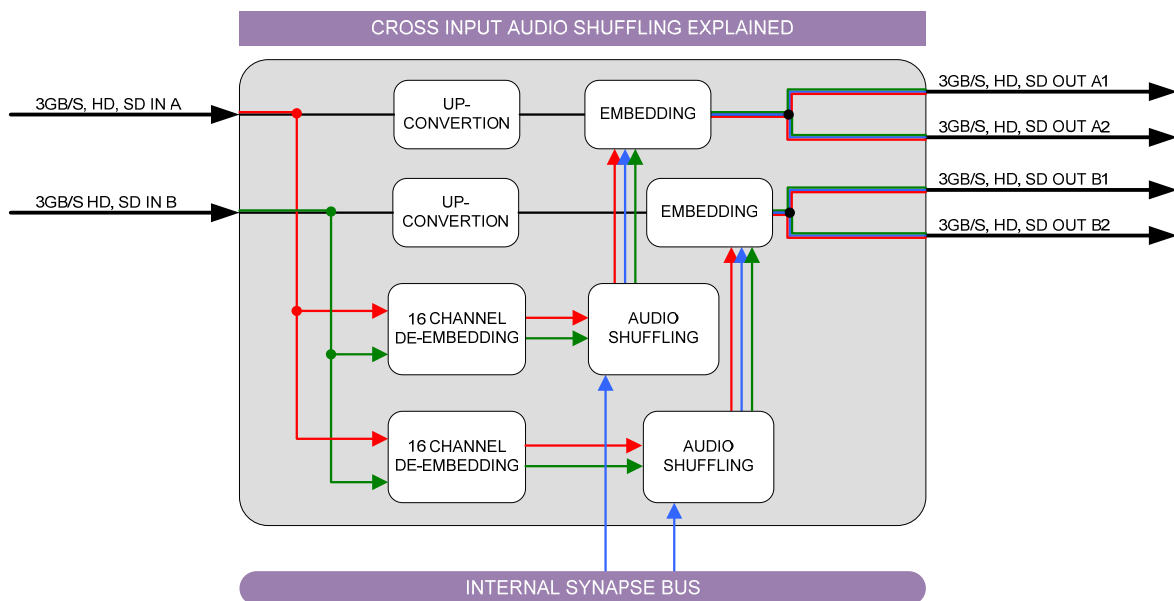 CROSS INPUT AUDIO SHUFFLING EXPLAINED
3GB/S, HD, SD IN A
UP-
CONVERTION
EMBEDDING
3GB/S, HD, SD OUT A1
3GB/S, HD, SD OUT A2
3GB/S HD, SD IN B
UP-
CONVERTION
EMBEDDING
3GB/S, HD, SD OUT B1
3GB/S, HD, SD OUT B2
16 CHANNEL
DE-EMBEDDING
AUDIO
SHUFFLING
16 CHANNEL
DE-EMBEDDING
AUDIO
SHUFFLING
INTERNAL SYNAPSE BUS